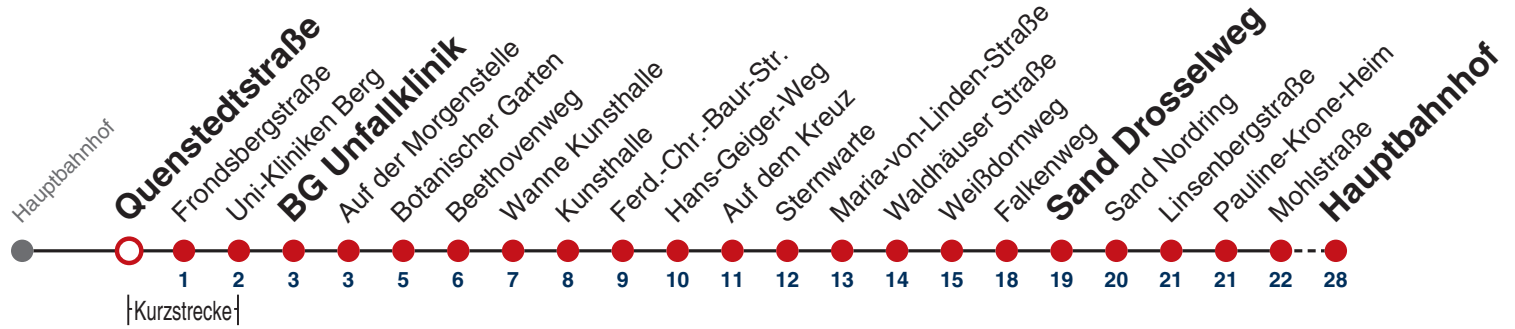 Hauptbahnhof
Quenstedtstraße
Frondsbergstraße
Uni-Kliniken Berg
BG Unfallklinik
Auf der Morgenstelle
Botanischer Garten
Beethovenweg
Wanne Kunsthalle
Kunsthalle
Ferd.-Chr.-Baur-Str.
Hans-Geiger-Weg
Auf dem Kreuz
Sternwarte
Maria-von-Linden-Straße
Waldhäuser Straße
Weißdornweg
Falkenweg
Sand Drosselweg
Sand Nordring
Linsenbergstraße
Pauline-Krone-Heim
Mohlstraße
Hauptbahnhof
1 2 3 3 5 6 7 8 9 10 11 12 13 14 15 18 19 20 21 21 22 28
Kurzstrecke